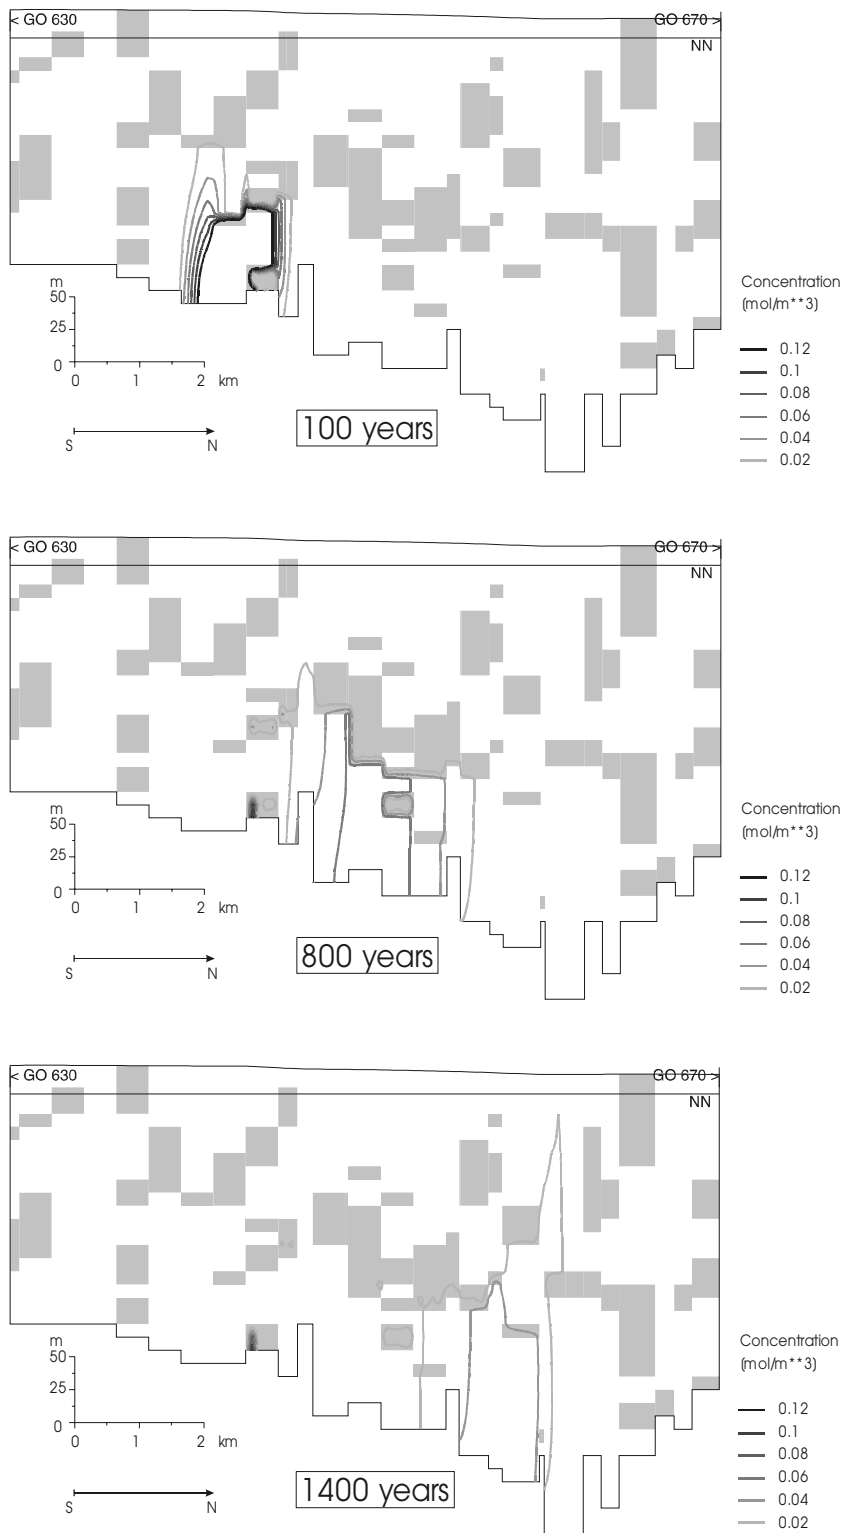 < GO 630 GO 670 >
NN
m
50
25
0
0 1 2 km
S N
100 years
Concentration
(mol/m**3)
0.12
0.1
0.08
0.06
0.04
0.02
< GO 630 GO 670 >
NN
m
50
25
0
0 1 2 km
S N
800 years
Concentration
(mol/m**3)
0.12
0.1
0.08
0.06
0.04
0.02
< GO 630 GO 670 >
NN
m
50
25
0
0 1 2 km
S N
1400 years
Concentration
(mol/m**3)
0.12
0.1
0.08
0.06
0.04
0.02